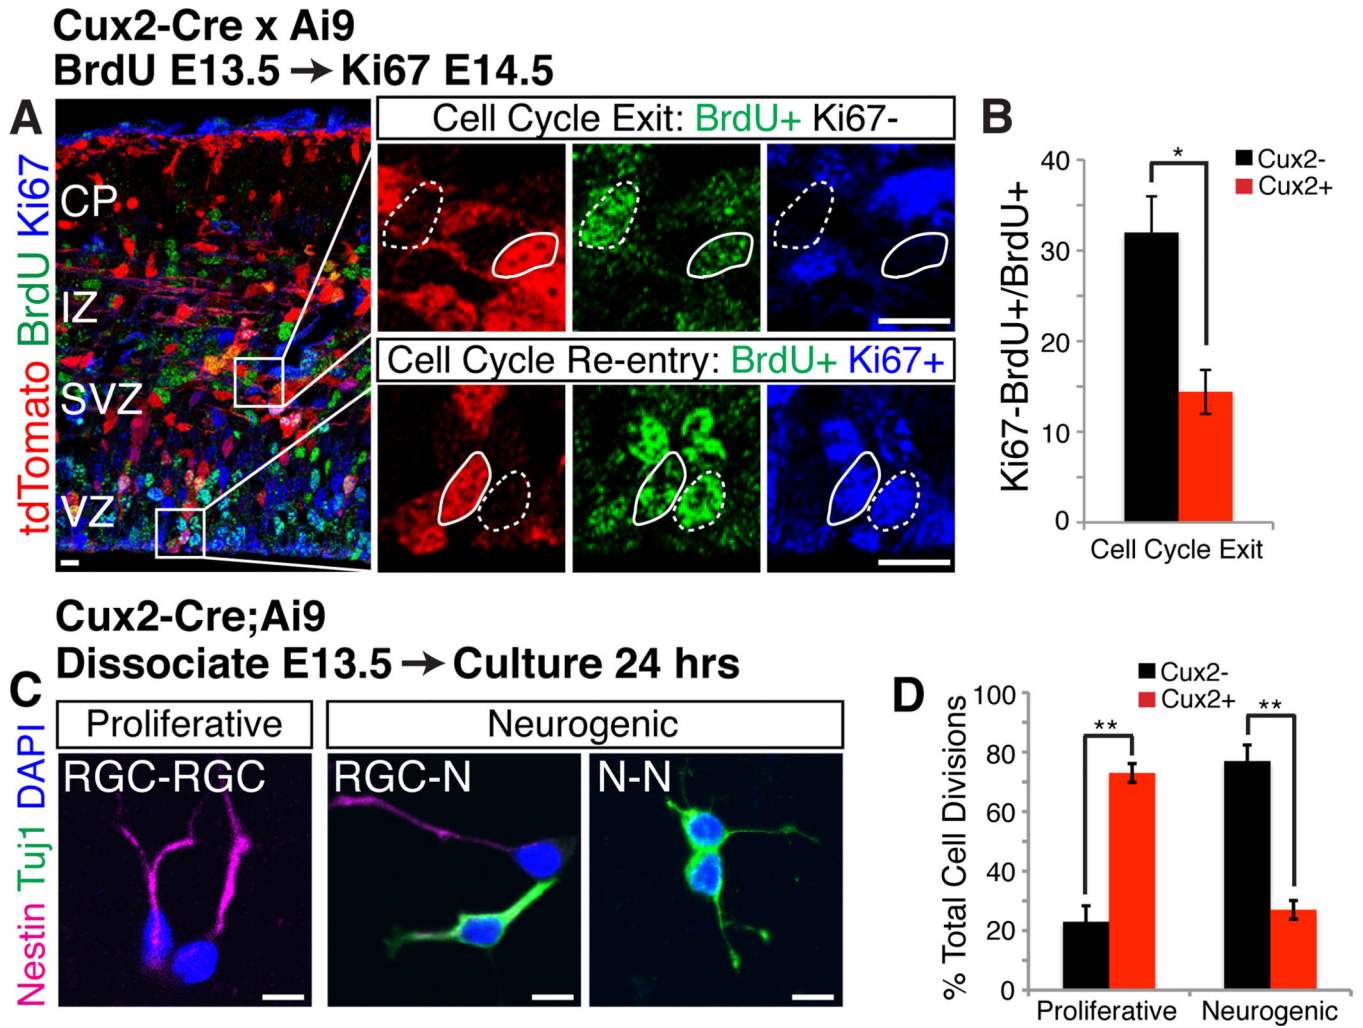 Cux2-Cre x Ai9
BrdU E13.5 → Ki67 E14.5
A
tdTomato BrdU Ki67
CP
IZ
SVZ
VZ
Cell Cycle Exit: BrdU+ Ki67-
Cell Cycle Re-entry: BrdU+ Ki67+
B
Cux2-
Cux2+
*
Ki67-BrdU+/BrdU+
40
30
20
10
0
Cell Cycle Exit
Cux2-Cre;Ai9
Dissociate E13.5 → Culture 24 hrs
C
Nestin Tuj1 DAPI
Proliferative
Neurogenic
RGC-RGC
RGC-N
N-N
D
Cux2-
Cux2+
** **
% Total Cell Divisions
100
80
60
40
20
0
Proliferative Neurogenic